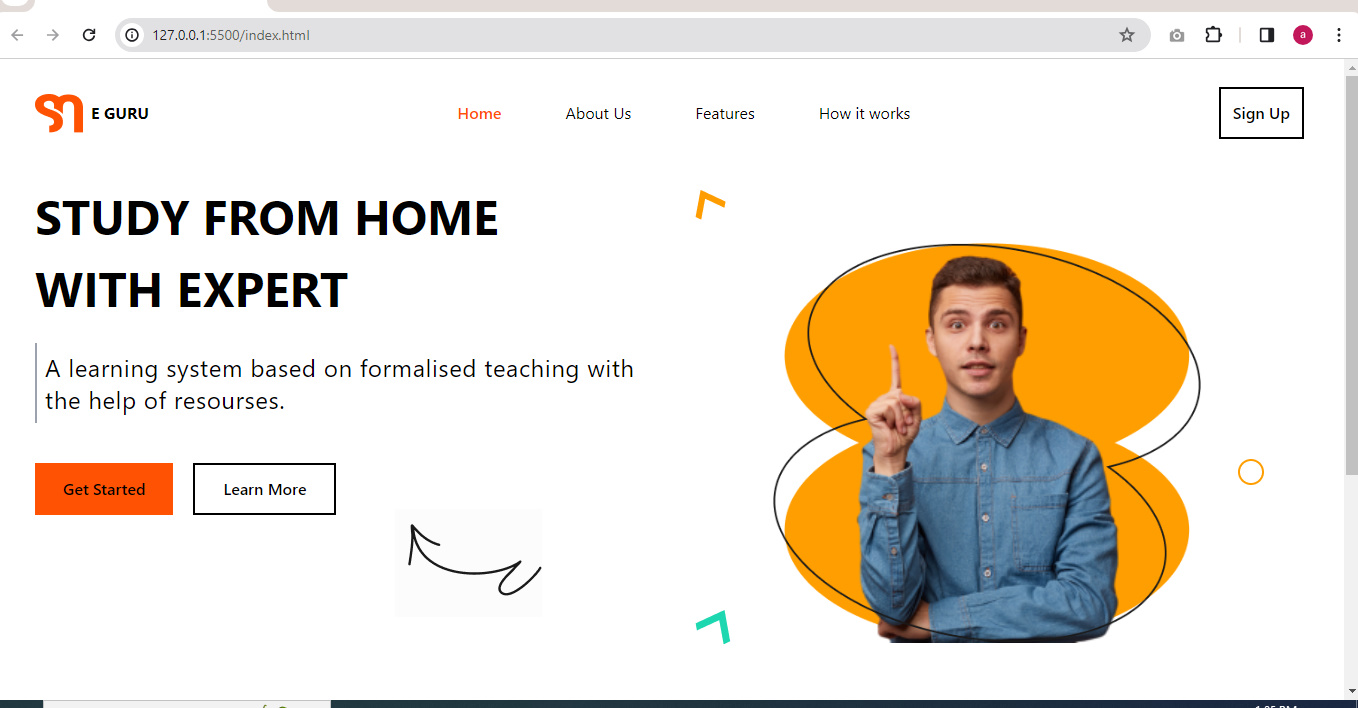 127.0.0.1:5500/index.html
a
sn E GURU
Home About Us Features How it works
Sign Up
STUDY FROM HOME
WITH EXPERT
A learning system based on formalised teaching with
the help of resourses.
Get Started Learn More